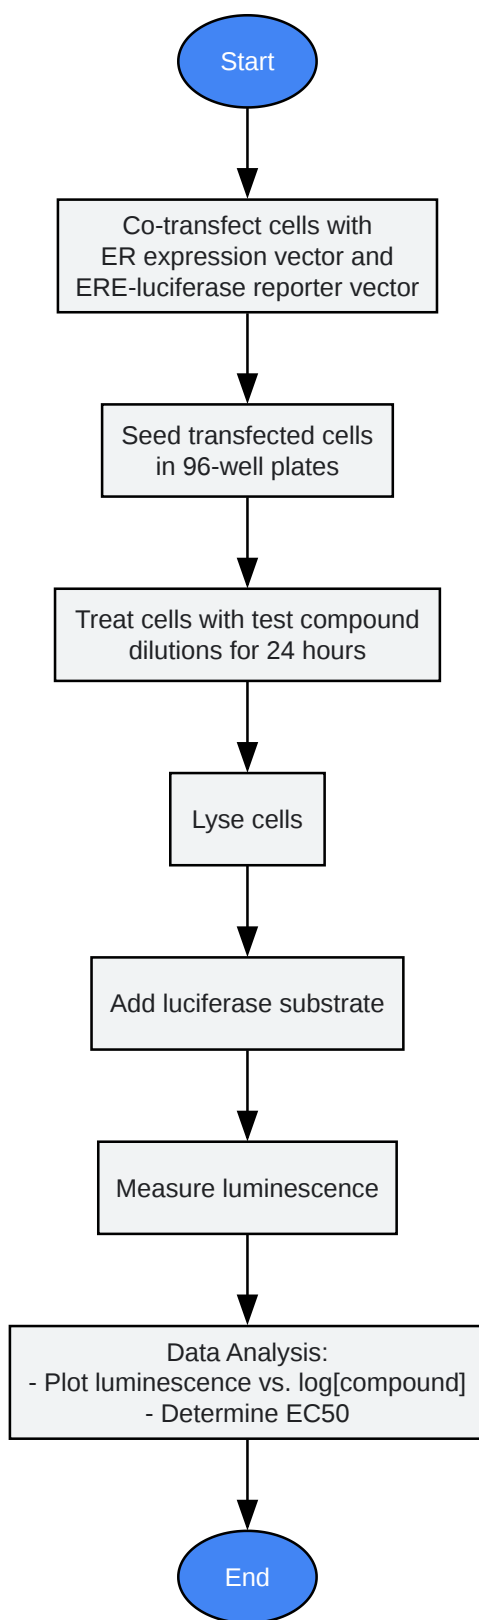 Start
Co-transfect cells with
ER expression vector and
ERE-luciferase reporter vector
Seed transfected cells
in 96-well plates
Treat cells with test compound
dilutions for 24 hours
Lyse cells
Add luciferase substrate
Measure luminescence
Data Analysis:
- Plot luminescence vs. log[compound]
- Determine EC50
End